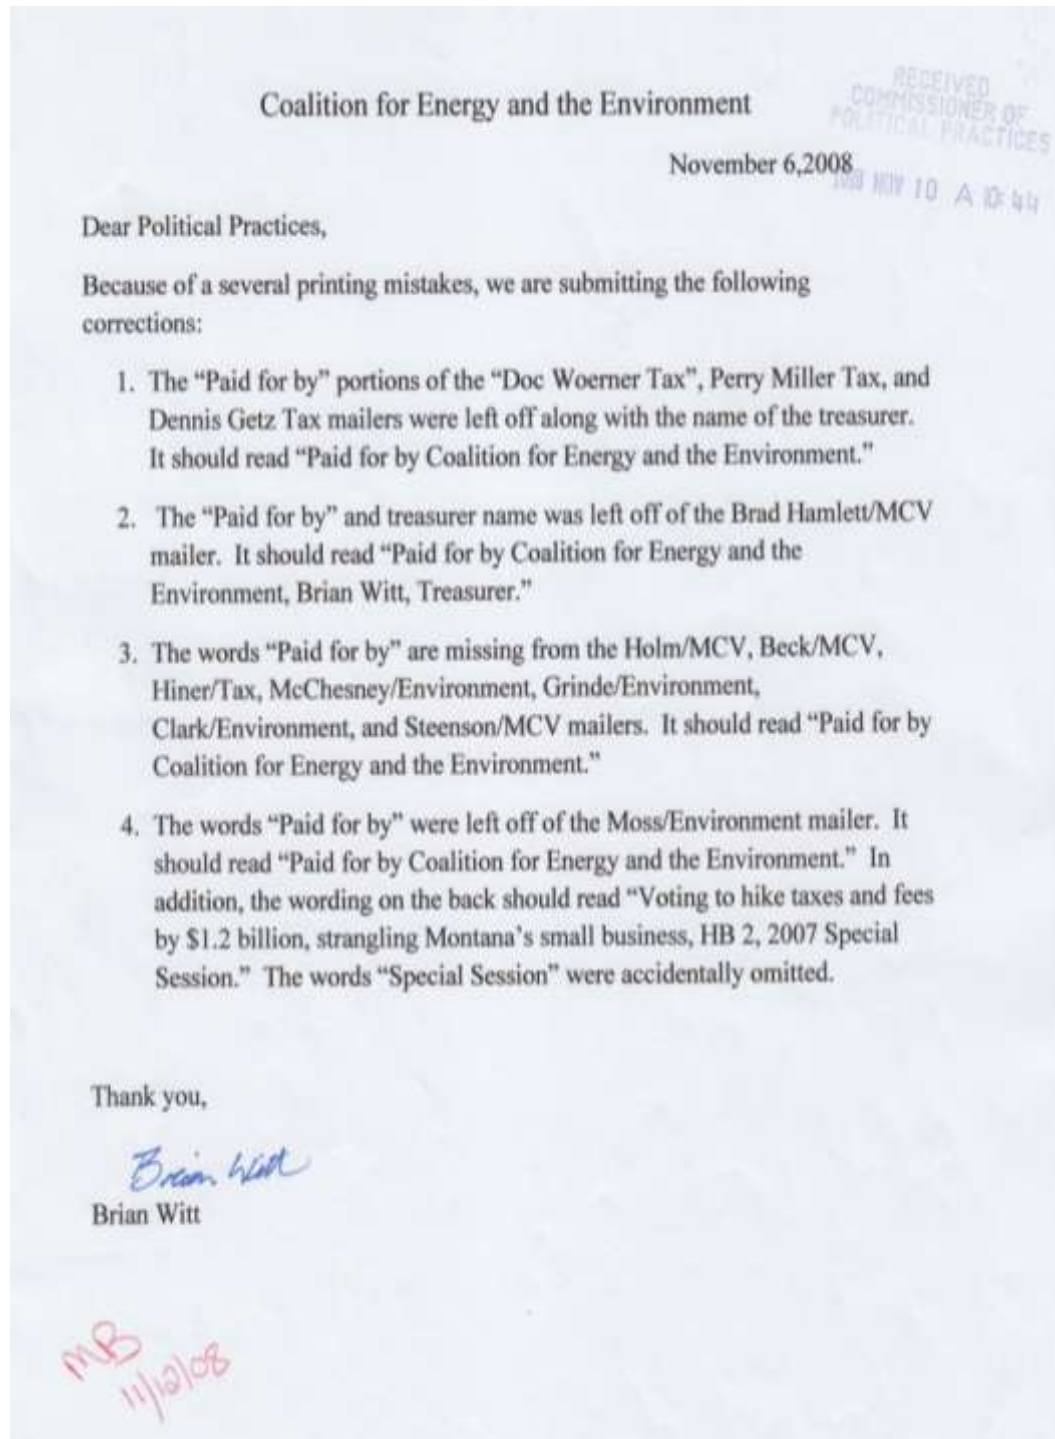 RECEIVED
COMMISSIONER OF
POLITICAL PRACTICES
Coalition for Energy and the Environment
November 6,2008
NOV 10 A
Dear Political Practices,
Because of a several printing mistakes, we are submitting the following
corrections:
1. The “Paid for by” portions of the “Doc Woerner Tax”, Perry Miller Tax, and
Dennis Getz Tax mailers were left off along with the name of the treasurer.
It should read “Paid for by Coalition for Energy and the Environment.”
2. The “Paid for by” and treasurer name was left off of the Brad Hamlett/MCV
mailer. It should read “Paid for by Coalition for Energy and the
Environment, Brian Witt, Treasurer.”
3. The words “Paid for by” are missing from the Holm/MCV, Beck/MCV,
Hiner/Tax, McChesney/Environment, Grinde/Environment,
Clark/Environment, and Steenson/MCV mailers. It should read “Paid for by
Coalition for Energy and the Environment.”
4. The words “Paid for by” were left off of the Moss/Environment mailer. It
should read “Paid for by Coalition for Energy and the Environment.” In
addition, the wording on the back should read “Voting to hike taxes and fees
by $1.2 billion, strangling Montana’s small business, HB 2, 2007 Special
Session.” The words “Special Session” were accidentally omitted.
Thank you,
Brian Witt
Brian Witt
MB
11/12/08